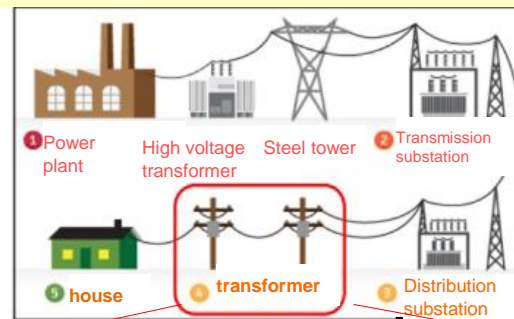 1 Power plant
High voltage transformer
Steel tower
2 Transmission substation
5 house
4 transformer
3 Distribution substation